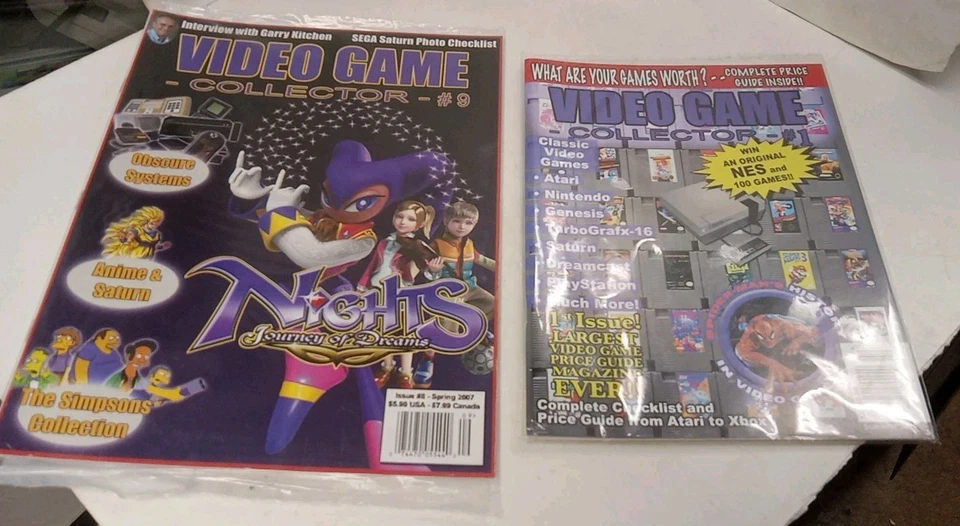 Interview with Garry Kitchen
SEGA Saturn Photo Checklist
VIDEO GAME
- COLLECTOR - #9
Obscure
Systems
Anime &
Saturn
The Simpsons
Collection
NiGHTS
Journey of Dreams
Issue #8 - Spring 2007
$5.98 USA - $7.89 Canada
WHAT ARE YOUR GAMES WORTH? -- COMPLETE PRICE
GUIDE INSIDE!!
VIDEO GAME
- COLLECTOR - #1
WIN
AN ORIGINAL
NES and
100 GAMES!!
Classic
Video
Games
Atari
Nintendo
Genesis
TurboGrafx-16
Saturn
Dreamcast
PlayStation
Much More!
1st Issue!
LARGEST
VIDEO GAME
PRICE GUIDE
MAGAZINE
EVER!!
IN VIDEO
Complete Checklist and
Price Guide from Atari to Xbox